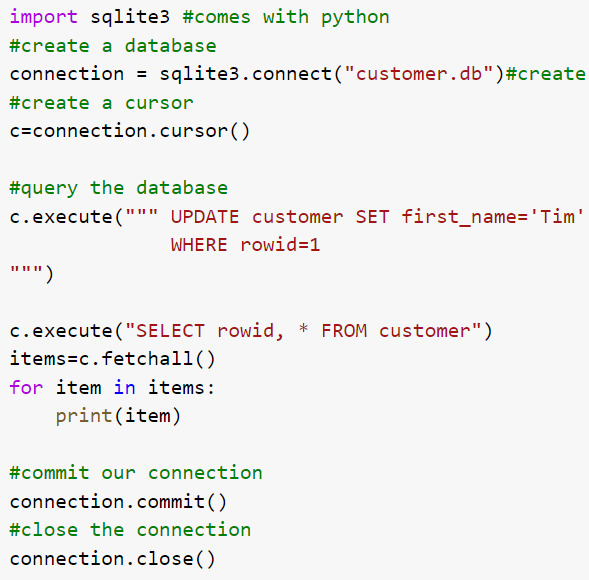 import sqlite3 #comes with python
#create a database
connection = sqlite3.connect("customer.db")#create
#create a cursor
c=connection.cursor()
#query the database
c.execute(""" UPDATE customer SET first_name='Tim'
WHERE rowid=1
""")
c.execute("SELECT rowid, * FROM customer")
items=c.fetchall()
for item in items:
    print(item)
#commit our connection
connection.commit()
#close the connection
connection.close()